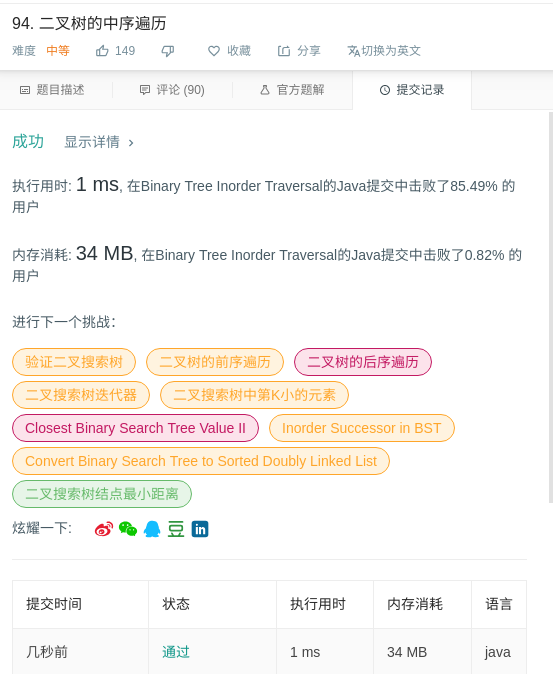 94. 二叉树的中序遍历
难度 中等 149 收藏 分享 切换为英文
题目描述 评论 (90) 官方题解 提交记录
成功 显示详情 >
执行用时: 1 ms, 在Binary Tree Inorder Traversal的Java提交中击败了85.49% 的
用户
内存消耗: 34 MB, 在Binary Tree Inorder Traversal的Java提交中击败了0.82% 的
用户
进行下一个挑战:
验证二叉搜索树 二叉树的前序遍历 二叉树的后序遍历
二叉搜索树迭代器 二叉搜索树中第K小的元素
Closest Binary Search Tree Value II Inorder Successor in BST
Convert Binary Search Tree to Sorted Doubly Linked List
二叉搜索树结点最小距离
炫耀一下: 豆 in
提交时间 状态 执行用时 内存消耗 语言
几秒前 通过 1 ms 34 MB java